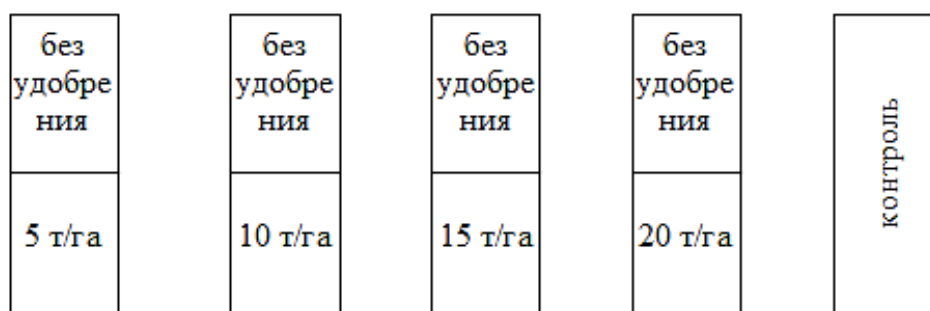 без
удобре
ния
5 т/га
без
удобре
ния
10 т/га
без
удобре
ния
15 т/га
без
удобре
ния
20 т/га
контроль